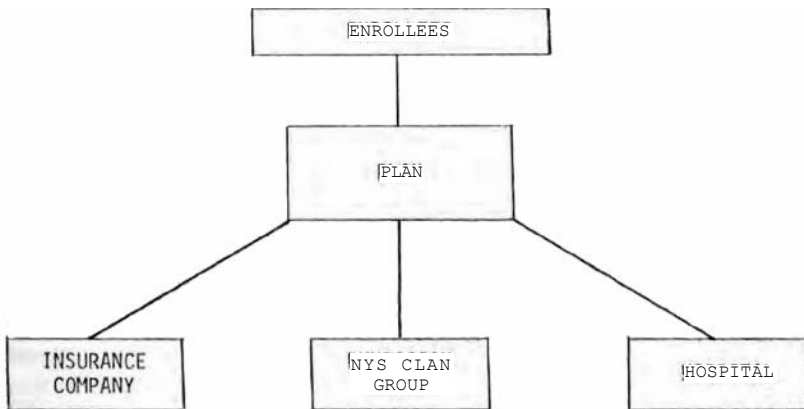 ENROLLEES
PLAN
INSURANCE
COMPANY
NYS CLAN
GROUP
HOSPITAL